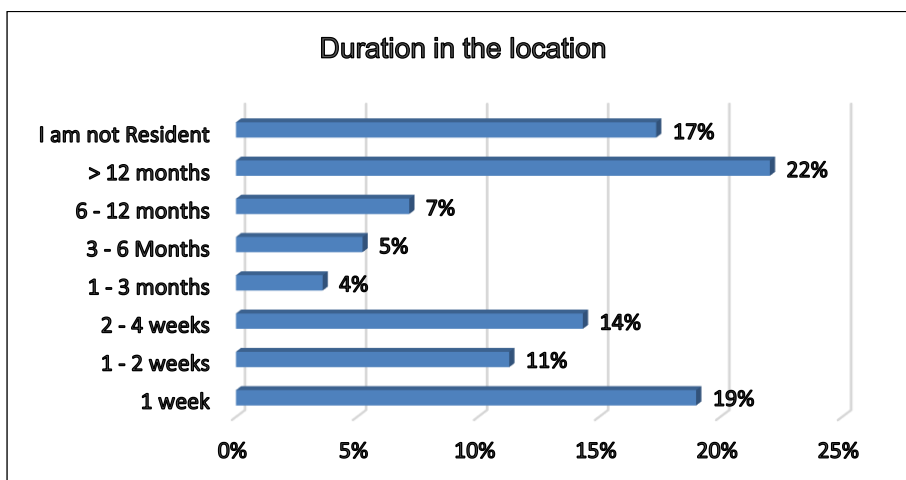 Duration in the location
I am not Resident 17%
> 12 months 22%
6 - 12 months 7%
3 - 6 Months 5%
1 - 3 months 4%
2 - 4 weeks 14%
1 - 2 weeks 11%
1 week 19%
0% 5% 10% 15% 20% 25%